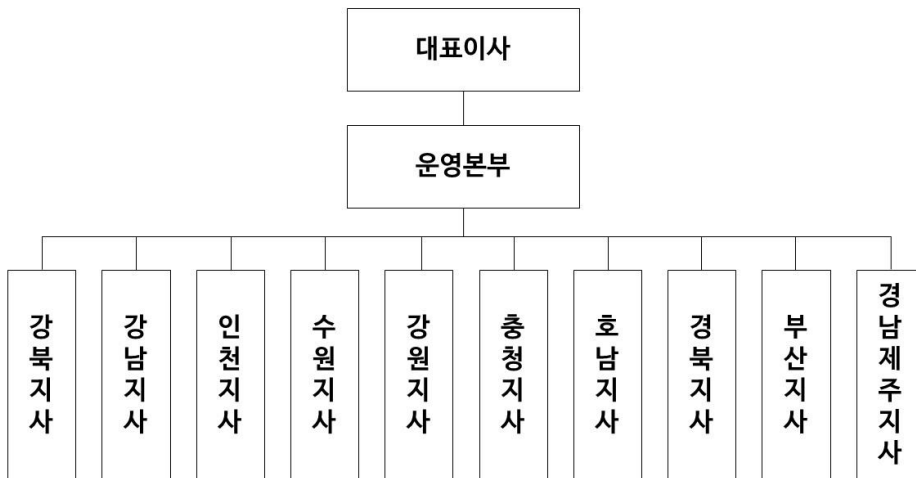 대표이사
운영본부
강북지사
강남지사
인천지사
수원지사
강원지사
충청지사
호남지사
경북지사
부산지사
경남제주지사